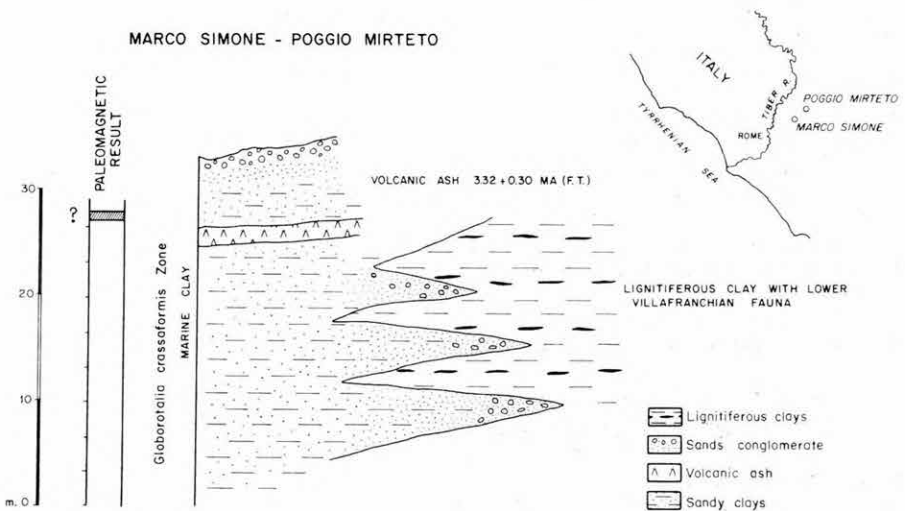 MARCO SIMONE - POGGIO MIRTETO
ITALY
TIBER R.
POGGIO MIRTETO
MARCO SIMONE
ROME
TYRRHENIAN SEA
PALEOMAGNETIC
RESULT
VOLCANIC ASH 3.32 + 0.30 MA (F.T.)
30
?
20
10
m. 0
Globorotalia crassaformis Zone
MARINE CLAY
LIGNITIFEROUS CLAY WITH LOWER
VILLAFRANCHIAN FAUNA
Lignitiferous clays
Sands conglomerate
Volcanic ash
Sandy clays